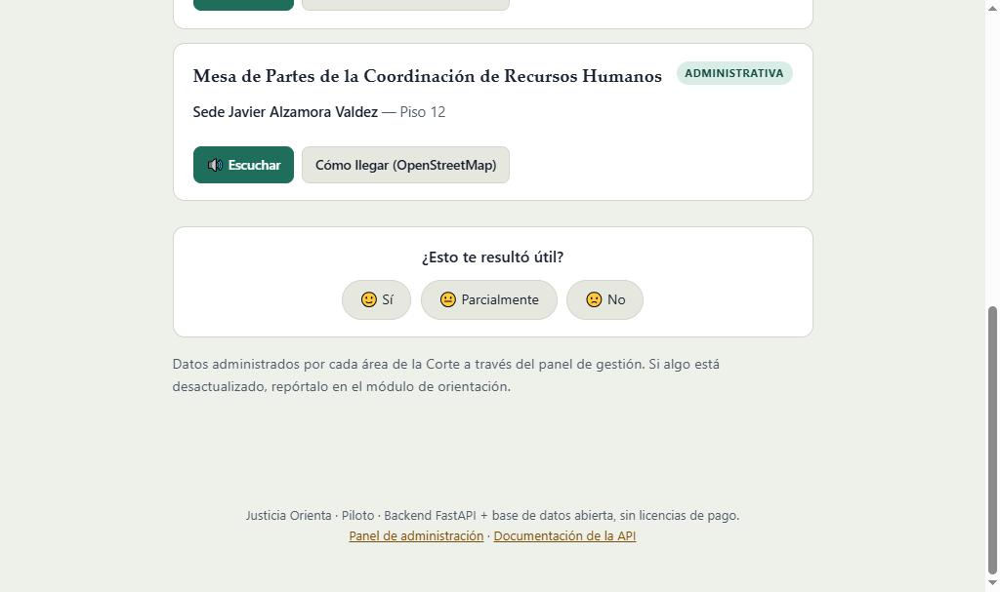 Mesa de Partes de la Coordinación de Recursos Humanos
ADMINISTRATIVA
Sede Javier Alzamora Valdez — Piso 12
🔊 Escuchar
Cómo llegar (OpenStreetMap)
¿Esto te resultó útil?
🙂 Sí
😐 Parcialmente
🙁 No
Datos administrados por cada área de la Corte a través del panel de gestión. Si algo está
desactualizado, repórtalo en el módulo de orientación.
Justicia Orienta · Piloto · Backend FastAPI + base de datos abierta, sin licencias de pago.
Panel de administración · Documentación de la API